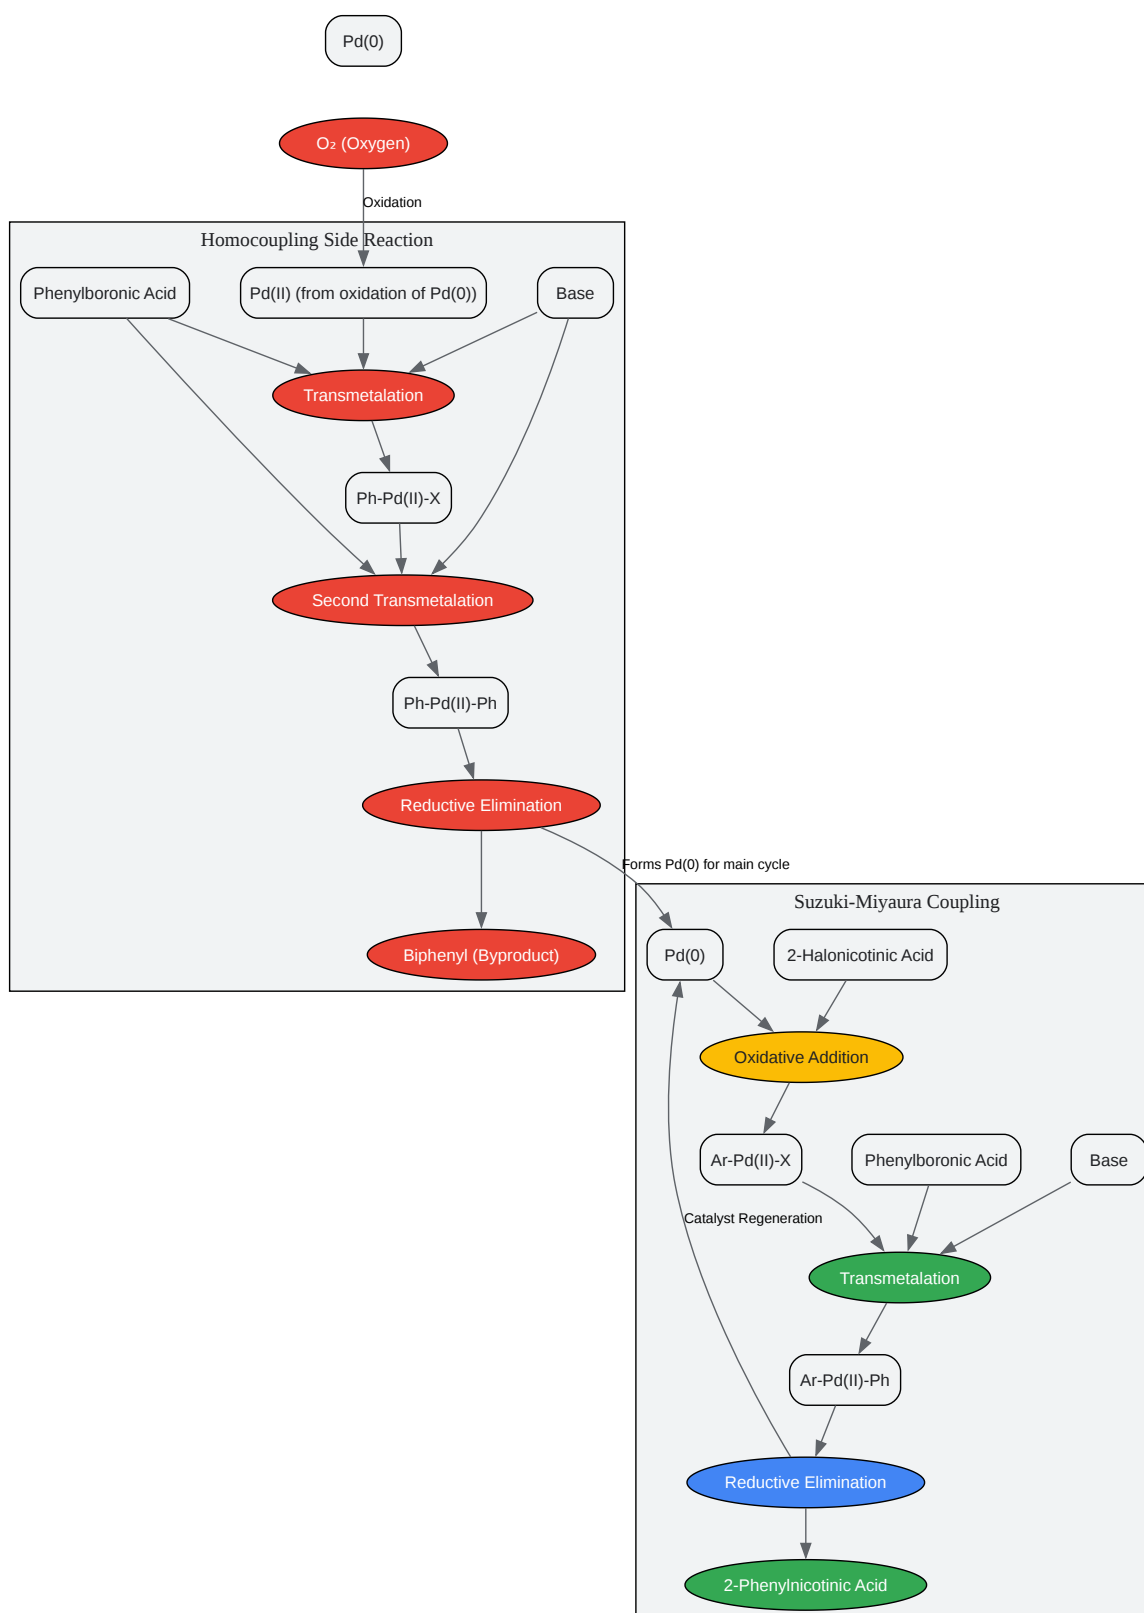 Pd(0)
O₂ (Oxygen)
Oxidation
Homocoupling Side Reaction
Phenylboronic Acid
Pd(II) (from oxidation of Pd(0))
Base
Transmetalation
Ph-Pd(II)-X
Second Transmetalation
Ph-Pd(II)-Ph
Reductive Elimination
Forms Pd(0) for main cycle
Biphenyl (Byproduct)
Suzuki-Miyaura Coupling
Pd(0)
2-Halonicotinic Acid
Oxidative Addition
Ar-Pd(II)-X
Phenylboronic Acid
Base
Catalyst Regeneration
Transmetalation
Ar-Pd(II)-Ph
Reductive Elimination
2-Phenylnicotinic Acid